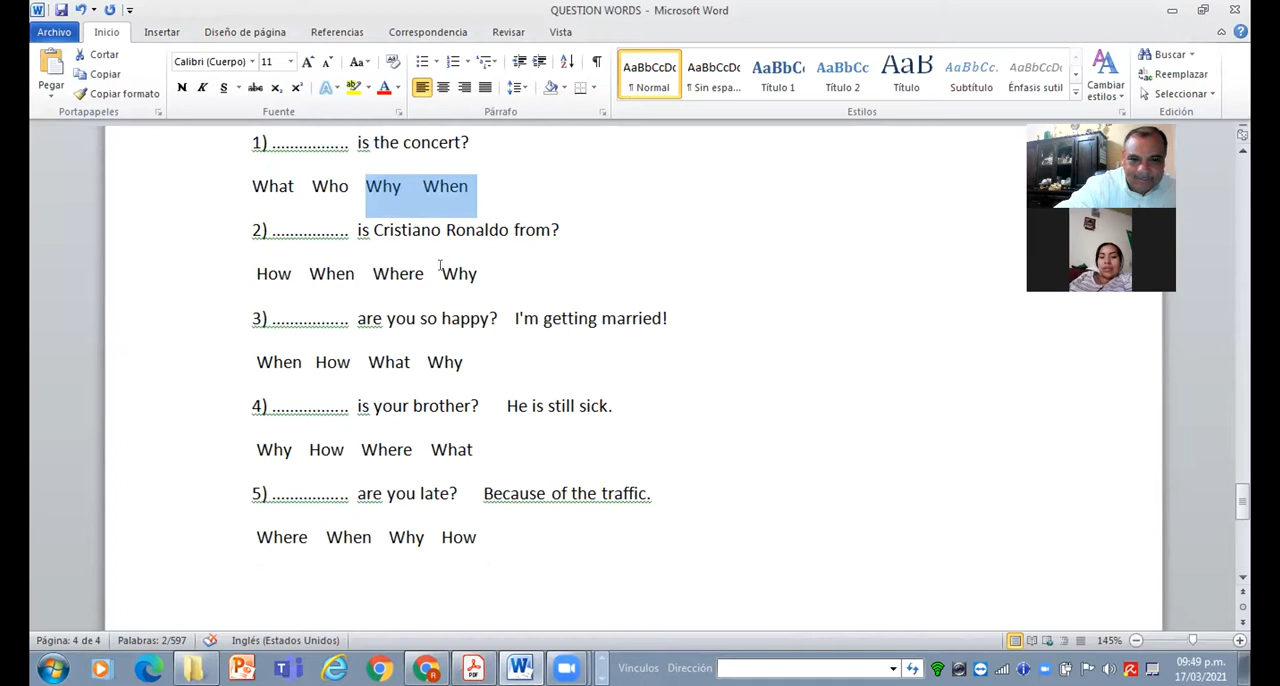 QUESTION WORDS - Microsoft Word
Archivo Inicio Insertar Diseño de página Referencias Correspondencia Revisar Vista
Pegar
Cortar
Copiar
Copiar formato
Portapapeles
Calibri (Cuerpo) 11
Fuente
Párrafo
AaBbCcDc AaBbCcDc AaBbC AaBbCc AaB AaBbCc. AaBbCcDc
¶ Normal ¶ Sin espa... Título 1 Título 2 Título Subtítulo Énfasis sutil
Estilos
Cambiar estilos
Buscar
Reemplazar
Seleccionar
Edición
1) ................ is the concert?
What Who Why When
2) ................ is Cristiano Ronaldo from?
How When Where Why
3) ................ are you so happy? I'm getting married!
When How What Why
4) ................ is your brother? He is still sick.
Why How Where What
5) ................ are you late? Because of the traffic.
Where When Why How
Página: 4 de 4 Palabras: 2/597 Inglés (Estados Unidos) 145%
Vínculos Dirección
09:49 p.m.
17/03/2021